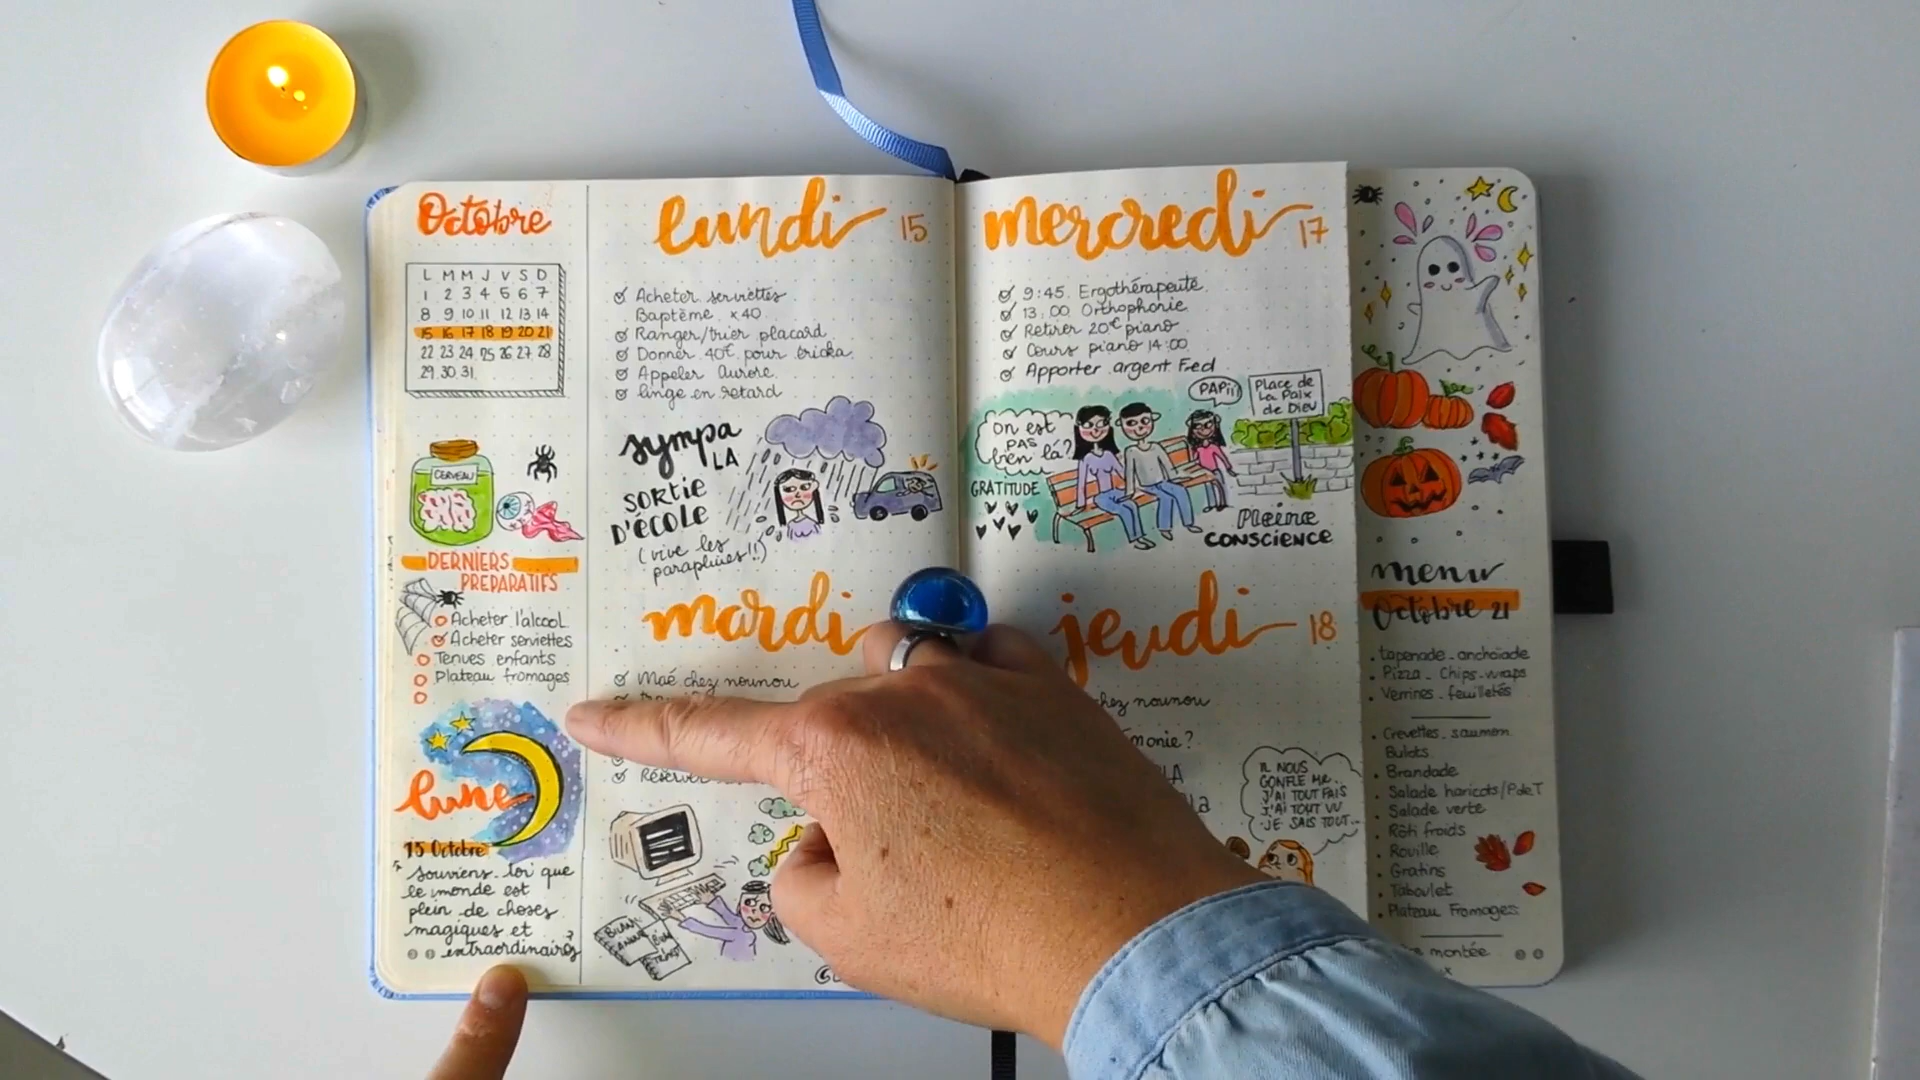 Octobre
L M M J V S D
1 2 3 4 5 6 7
8 9 10 11 12 13 14
15 16 17 18 19 20 21
22 23 24 25 26 27 28
29 30 31
CERVEAU
DERNIERS
PREPARATIFS
Acheter l'alcool
Acheter serviettes
Tenues enfants
Plateau fromages
lune
15 Octobre
Souviens-toi que
le monde est
plein de choses
magiques et
extraordinaires
lundi 15
Acheter serviettes
Baptême x40
Ranger/trier placard
Donner 40€ pour
Appeler Aurore
linge en retard
Sympa
LA
SORTIE
D'ÉCOLE
(vive les
parapluies!!)
mardi
Maé chez nounou
mercredi 17
9:45 Ergothérapeute
13:00 Orthophonie
Retirer 20€ piano
Cours piano 14:00
Apporter argent Fred
PAPii
Place de
La Paix
de Dieu
On est
PAS
bien là?
GRATITUDE
Pleine
CONSCIENCE
jeudi 18
chez nounou
monie?
IL NOUS
GONFLE MR.
J'AI TOUT FAIS
J'AI TOUT VU
JE SAIS TOUT...
menu
Octobre 21
. tapenade - anchoïade
. Pizza - Chips - wraps
. Verrines - feuilletés
. Crevettes - saumon
Bulots
. Brandade
. Salade haricots/P.de.T
. Salade verte
. Rôti froids
. Rouille
. Gratins
. Taboulet
. Plateau Fromages
montée